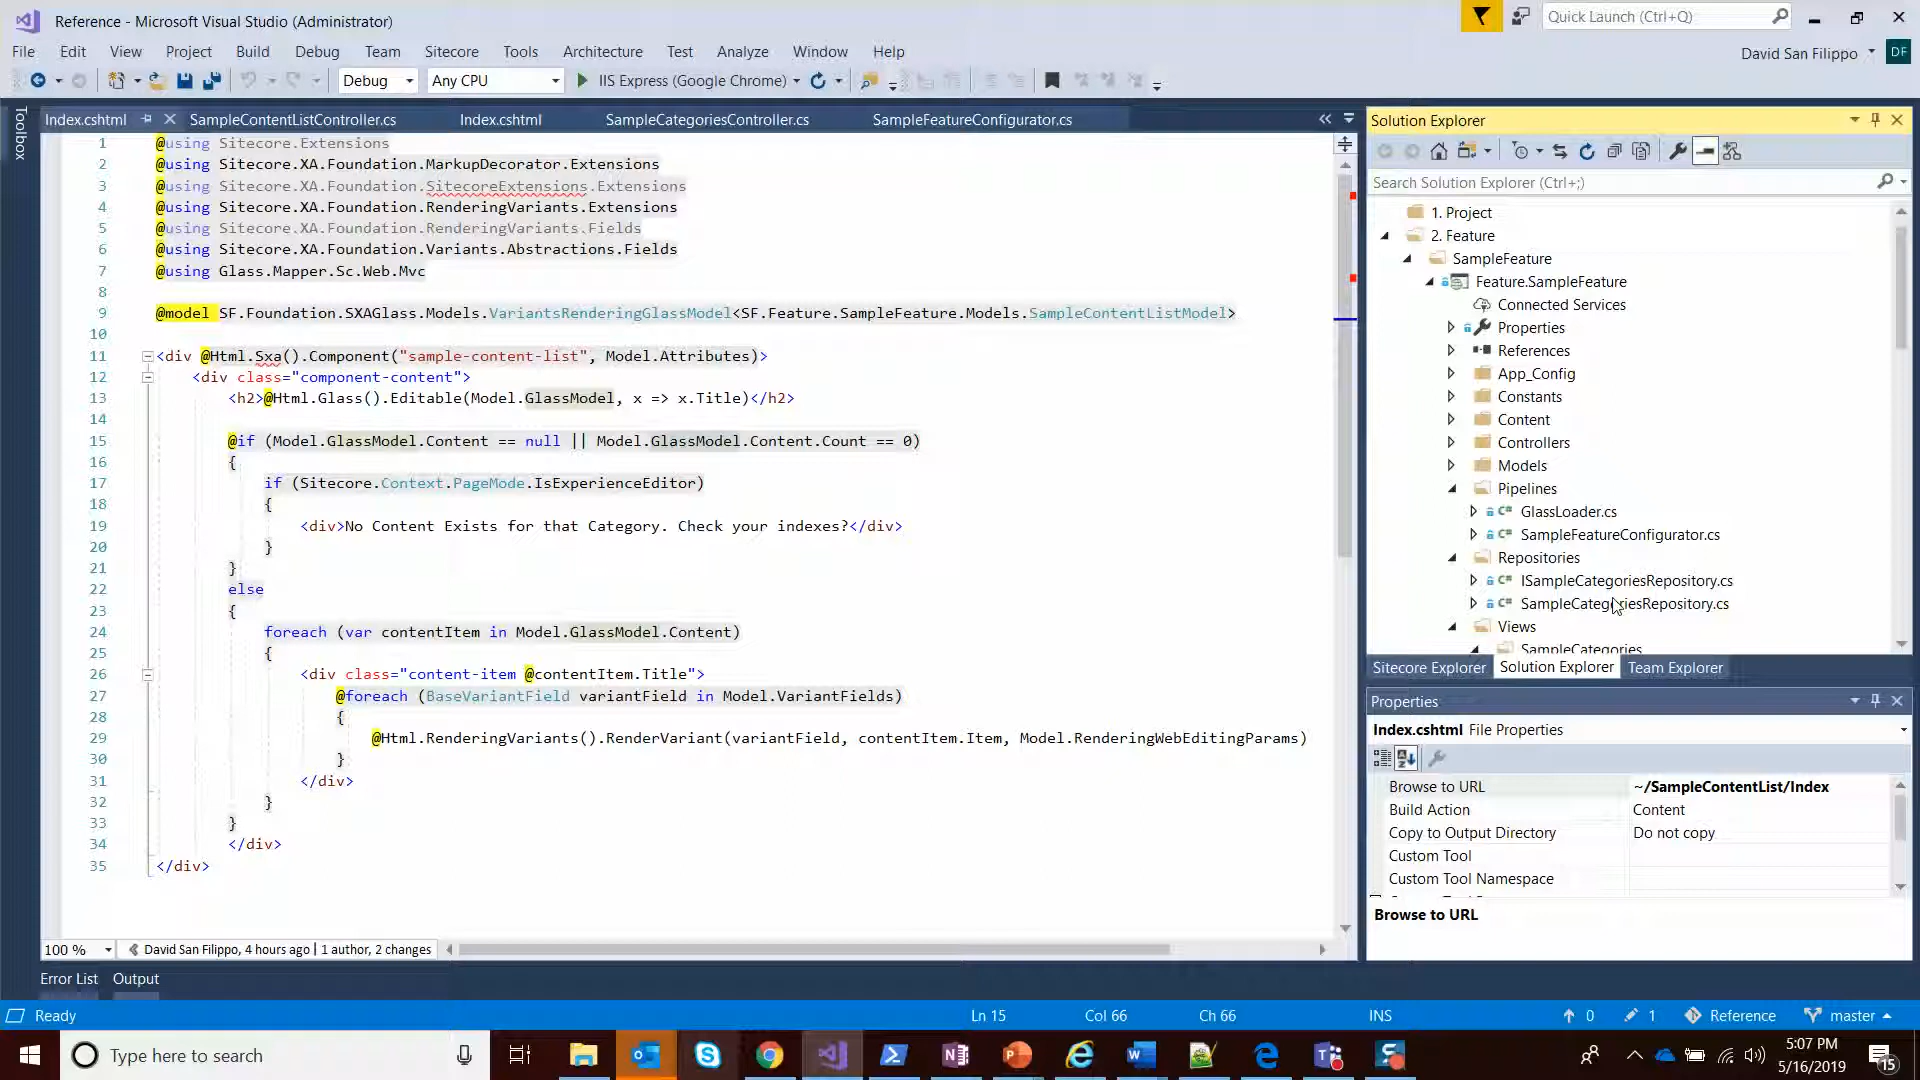 Reference - Microsoft Visual Studio (Administrator)
Quick Launch (Ctrl+Q)
File Edit View Project Build Debug Team Sitecore Tools Architecture Test Analyze Window Help
David San Filippo DF
Debug Any CPU IIS Express (Google Chrome)
Toolbox
Index.cshtml SampleContentListController.cs Index.cshtml SampleCategoriesController.cs SampleFeatureConfigurator.cs
1 @using Sitecore.Extensions
2 @using Sitecore.XA.Foundation.MarkupDecorator.Extensions
3 @using Sitecore.XA.Foundation.SitecoreExtensions.Extensions
4 @using Sitecore.XA.Foundation.RenderingVariants.Extensions
5 @using Sitecore.XA.Foundation.RenderingVariants.Fields
6 @using Sitecore.XA.Foundation.Variants.Abstractions.Fields
7 @using Glass.Mapper.Sc.Web.Mvc
8
9 @model SF.Foundation.SXAGlass.Models.VariantsRenderingGlassModel<SF.Feature.SampleFeature.Models.SampleContentListModel>
10
11 <div @Html.Sxa().Component("sample-content-list", Model.Attributes)>
12 <div class="component-content">
13 <h2>@Html.Glass().Editable(Model.GlassModel, x => x.Title)</h2>
14
15 @if (Model.GlassModel.Content == null || Model.GlassModel.Content.Count == 0)
16 {
17 if (Sitecore.Context.PageMode.IsExperienceEditor)
18 {
19 <div>No Content Exists for that Category. Check your indexes?</div>
20 }
21 }
22 else
23 {
24 foreach (var contentItem in Model.GlassModel.Content)
25 {
26 <div class="content-item @contentItem.Title">
27 @foreach (BaseVariantField variantField in Model.VariantFields)
28 {
29 @Html.RenderingVariants().RenderVariant(variantField, contentItem.Item, Model.RenderingWebEditingParams)
30 }
31 </div>
32 }
33 }
34 </div>
35 </div>
100 % David San Filippo, 4 hours ago | 1 author, 2 changes
Solution Explorer
Search Solution Explorer (Ctrl+;)
1. Project
2. Feature
SampleFeature
Feature.SampleFeature
Connected Services
Properties
References
App_Config
Constants
Content
Controllers
Models
Pipelines
GlassLoader.cs
SampleFeatureConfigurator.cs
Repositories
ISampleCategoriesRepository.cs
SampleCategoriesRepository.cs
Views
SampleCategories
Sitecore Explorer Solution Explorer Team Explorer
Properties
Index.cshtml File Properties
Browse to URL ~/SampleContentList/Index
Build Action Content
Copy to Output Directory Do not copy
Custom Tool
Custom Tool Namespace
Browse to URL
Error List Output
Ready Ln 15 Col 66 Ch 66 INS 0 1 Reference master
Type here to search
5:07 PM
5/16/2019
15